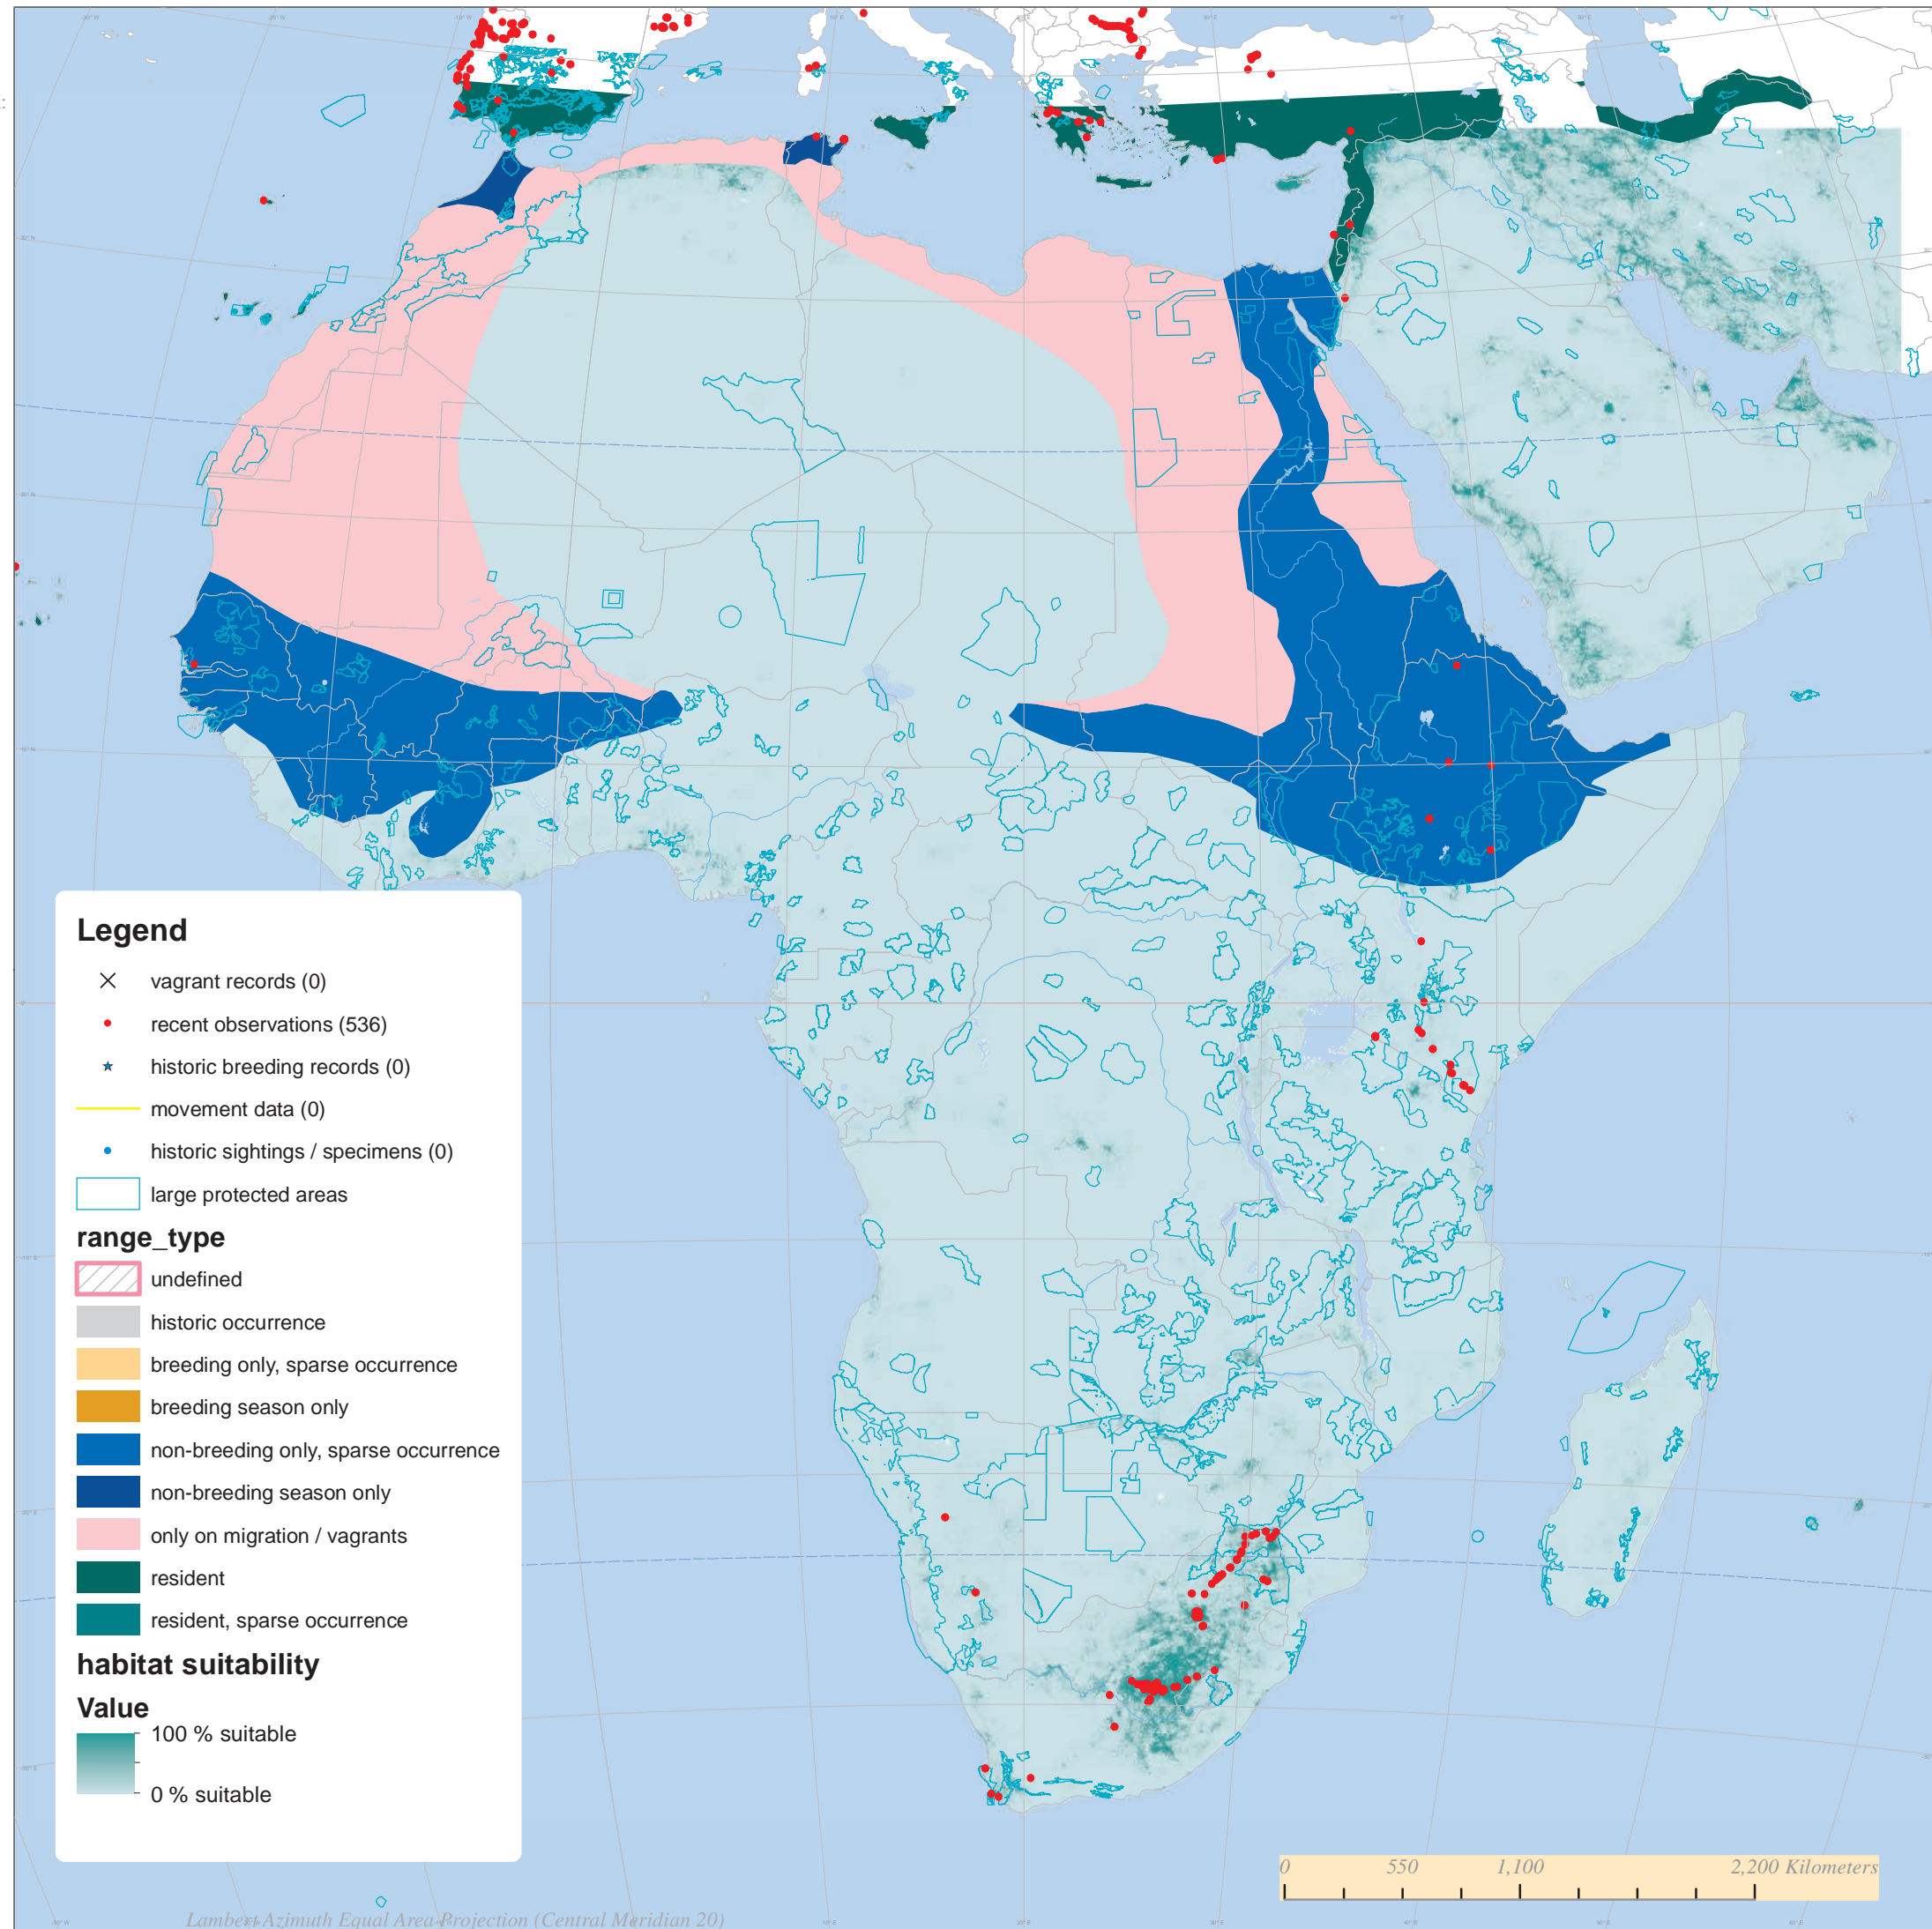 Legend
vagrant records (0)
recent observations (536)
historic breeding records (0)
movement data (0)
historic sightings / specimens (0)
large protected areas
range_type
undefined
historic occurrence
breeding only, sparse occurrence
breeding season only
non-breeding only, sparse occurrence
non-breeding season only
only on migration / vagrants
resident
resident, sparse occurrence
habitat suitability
Value
100 % suitable
0 % suitable
0 550 1,100 2,200 Kilometers
Lambert Azimuth Equal Area Projection (Central Meridian 20)